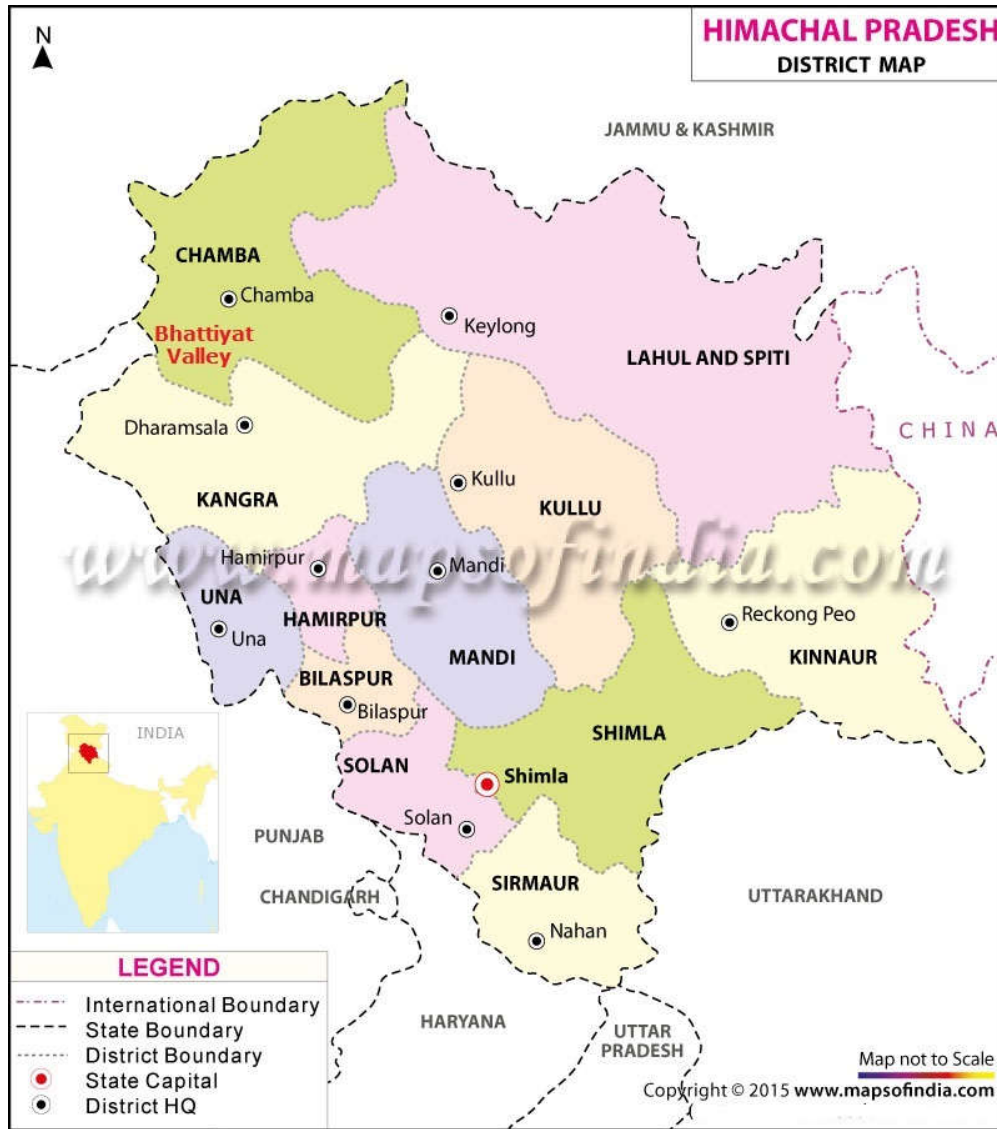 HIMACHAL PRADESH
DISTRICT MAP
N
JAMMU & KASHMIR
CHAMBA
Chamba
Bhattiyat
Valley
Keylong
LAHUL AND SPITI
CHINA
Dharamsala
KANGRA
Kullu
KULLU
www.mapsofindia.com
Hamirpur
Mandi
UNA
Una
HAMIRPUR
MANDI
Reckong Peo
KINNAUR
BILASPUR
Bilaspur
SHIMLA
INDIA
SOLAN
Shimla
Solan
PUNJAB
CHANDIGARH
SIRMAUR
Nahan
UTTARAKHAND
HARYANA
UTTAR
PRADESH
LEGEND
International Boundary
State Boundary
District Boundary
State Capital
District HQ
Map not to Scale
Copyright © 2015 www.mapsofindia.com